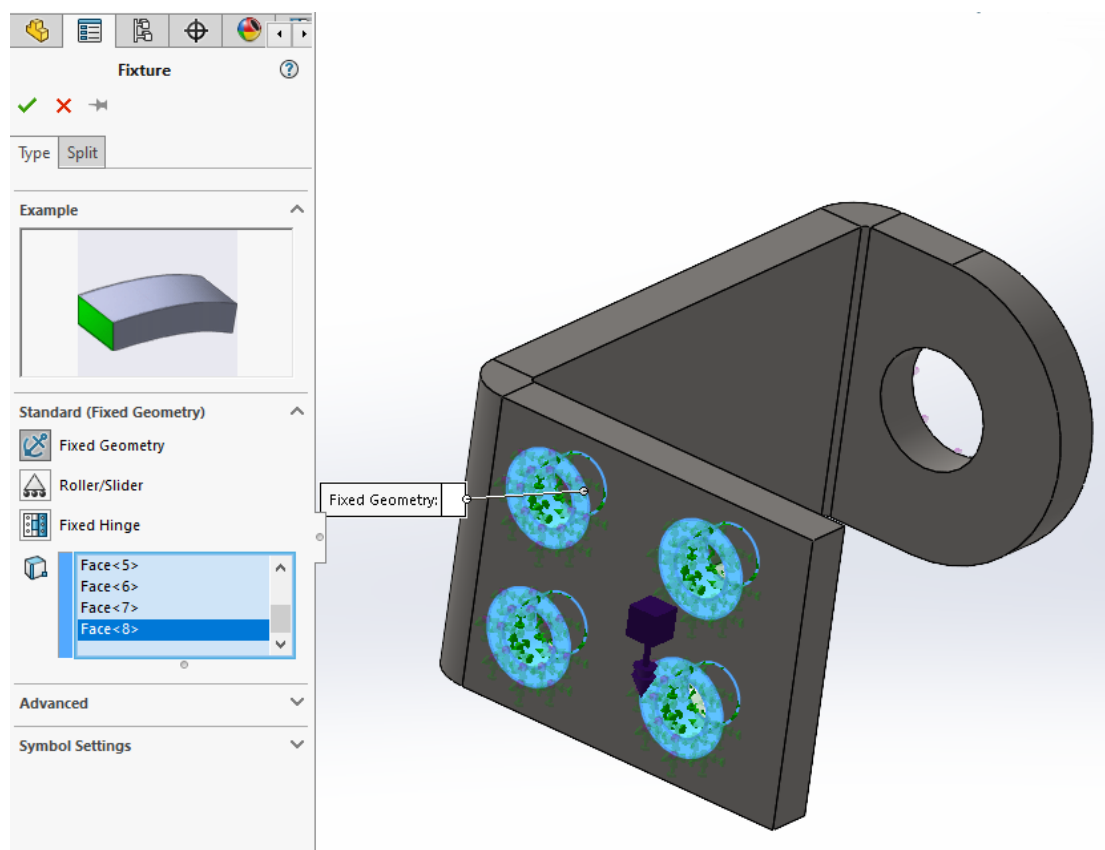 Fixture
Type Split
Example
Standard (Fixed Geometry)
Fixed Geometry
Roller/Slider
Fixed Hinge
Face<5>
Face<6>
Face<7>
Face<8>
Advanced
Symbol Settings
Fixed Geometry: